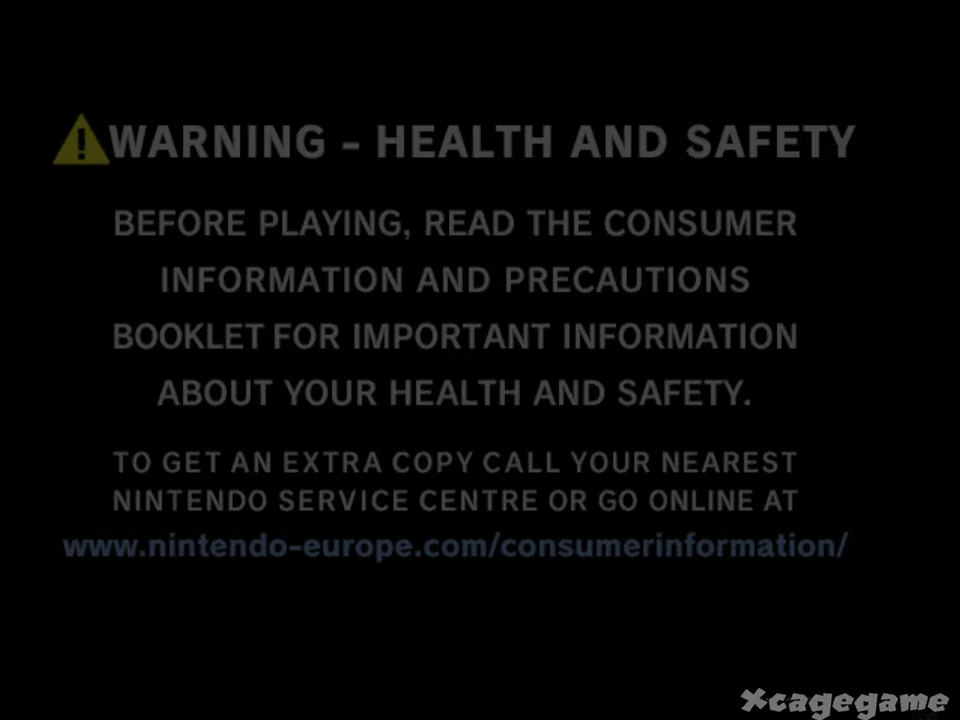 WARNING - HEALTH AND SAFETY
BEFORE PLAYING, READ THE CONSUMER
INFORMATION AND PRECAUTIONS
BOOKLET FOR IMPORTANT INFORMATION
ABOUT YOUR HEALTH AND SAFETY.
TO GET AN EXTRA COPY CALL YOUR NEAREST
NINTENDO SERVICE CENTRE OR GO ONLINE AT
www.nintendo-europe.com/consumerinformation/
Xcagegame